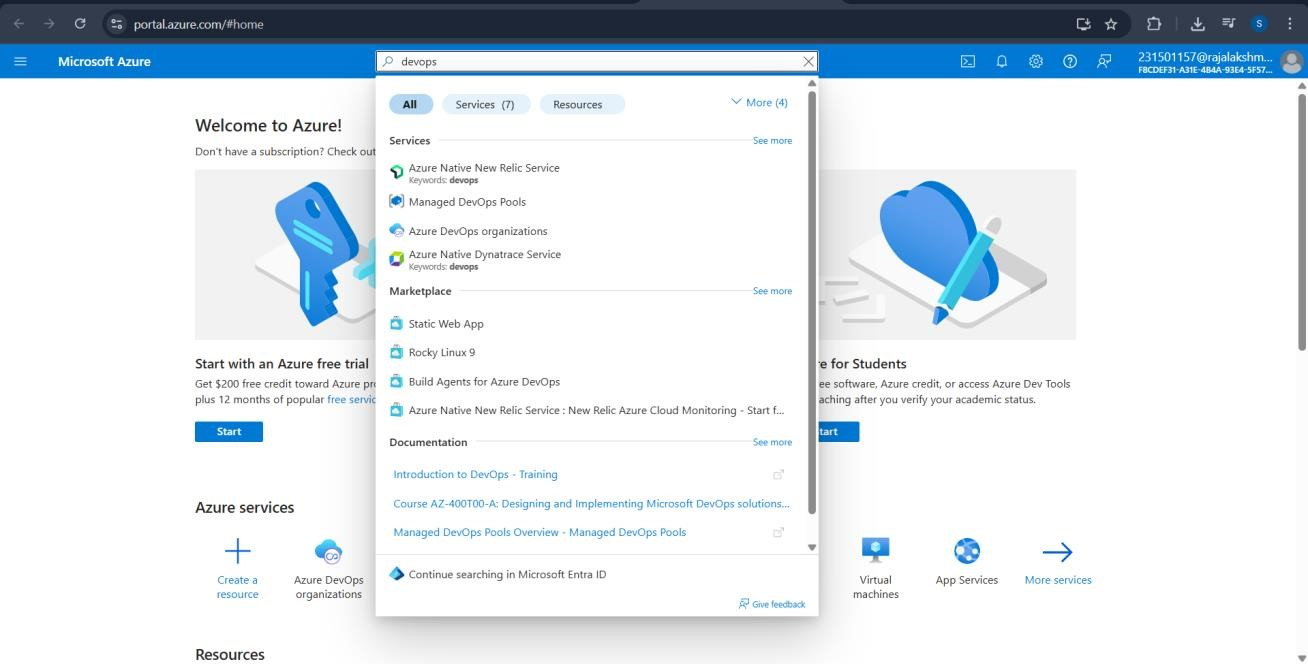 portal.azure.com/#home
S
Microsoft Azure
devops
231501157@rajalakshm...
FBCDEF31-A31E-4B4A-93E4-5F57...
All
Services (7)
Resources
More (4)
Welcome to Azure!
Don't have a subscription? Check out
Services
See more
Azure Native New Relic Service
Keywords: devops
Managed DevOps Pools
Azure DevOps organizations
Azure Native Dynatrace Service
Keywords: devops
Marketplace
See more
Static Web App
Rocky Linux 9
Build Agents for Azure DevOps
Azure Native New Relic Service : New Relic Azure Cloud Monitoring - Start f...
Documentation
See more
Introduction to DevOps - Training
Course AZ-400T00-A: Designing and Implementing Microsoft DevOps solutions...
Managed DevOps Pools Overview - Managed DevOps Pools
Continue searching in Microsoft Entra ID
Give feedback
Start with an Azure free trial
Get $200 free credit toward Azure pro
plus 12 months of popular free servic
Start
e for Students
ee software, Azure credit, or access Azure Dev Tools
aching after you verify your academic status.
tart
Azure services
Create a
resource
Azure DevOps
organizations
Virtual
machines
App Services
More services
Resources